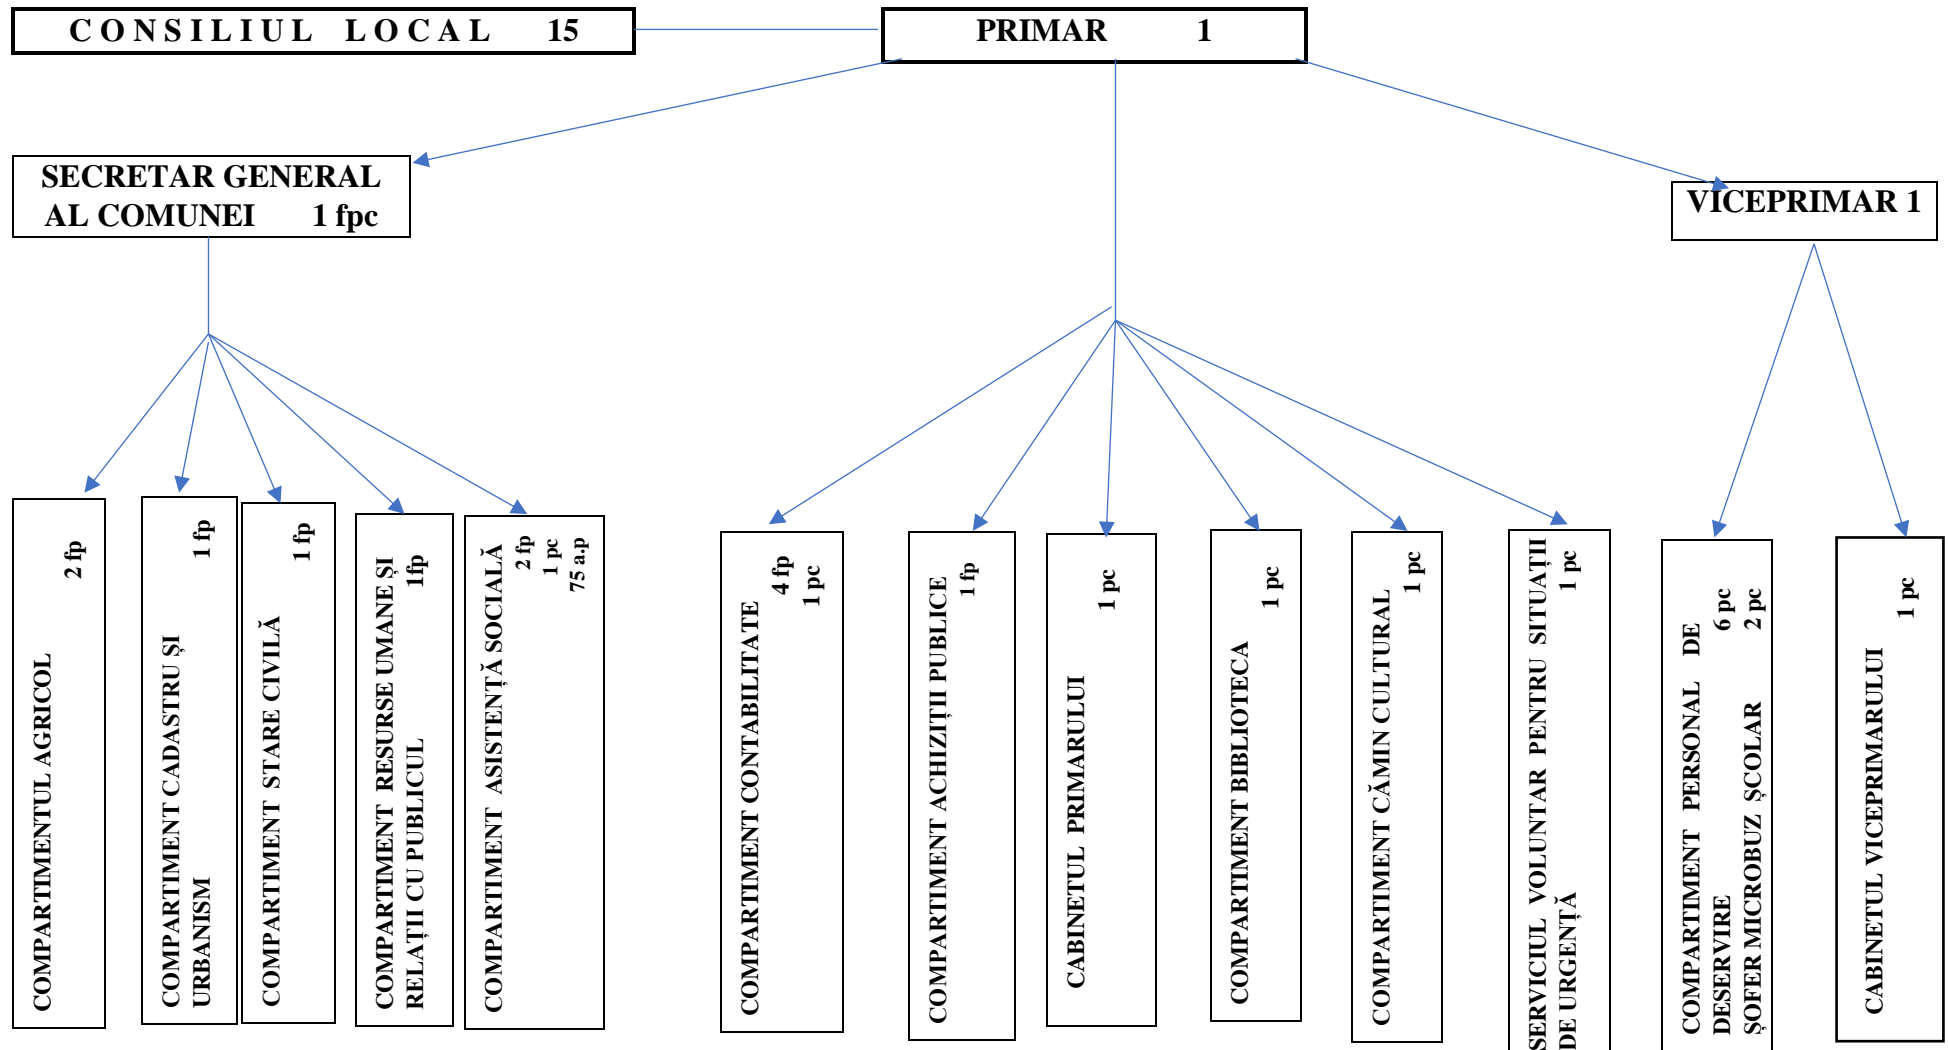 CONSILIUL LOCAL 15
PRIMAR 1
SECRETAR GENERAL
AL COMUNEI 1 fpc
VICEPRIMAR 1
COMPARTIMENTUL AGRICOL
2 fp
COMPARTIMENT CADASTRU ȘI
URBANISM
1 fp
COMPARTIMENT STARE CIVILĂ
1 fp
COMPARTIMENT RESURSE UMANE ȘI
RELAȚII CU PUBLICUL 1fp
COMPARTIMENT ASISTENȚĂ SOCIALĂ
2 fp
1 pc
75 a.p
COMPARTIMENT CONTABILITATE
4 fp
1 pc
COMPARTIMENT ACHIZIȚII PUBLICE
1 fp
CABINETUL PRIMARULUI
1 pc
COMPARTIMENT BIBLIOTECA
1 pc
COMPARTIMENT CĂMIN CULTURAL
1 pc
SERVICIUL VOLUNTAR PENTRU SITUAȚII
DE URGENȚĂ 1 pc
COMPARTIMENT PERSONAL DE
DESERVIRE 6 pc
ȘOFER MICROBUZ ȘCOLAR 2 pc
CABINETUL VICEPRIMARULUI
1 pc